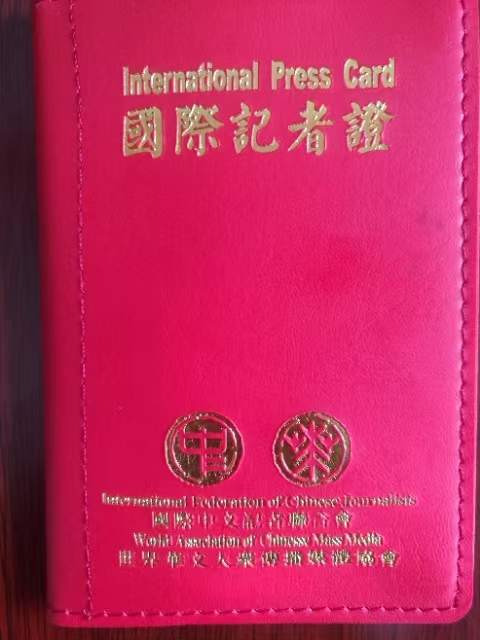 International Press Card
國際記者證
International Federation of Chinese Journalists
國際中文記者聯合會
World Association of Chinese Mass Media
世界華文大眾傳播媒體協會